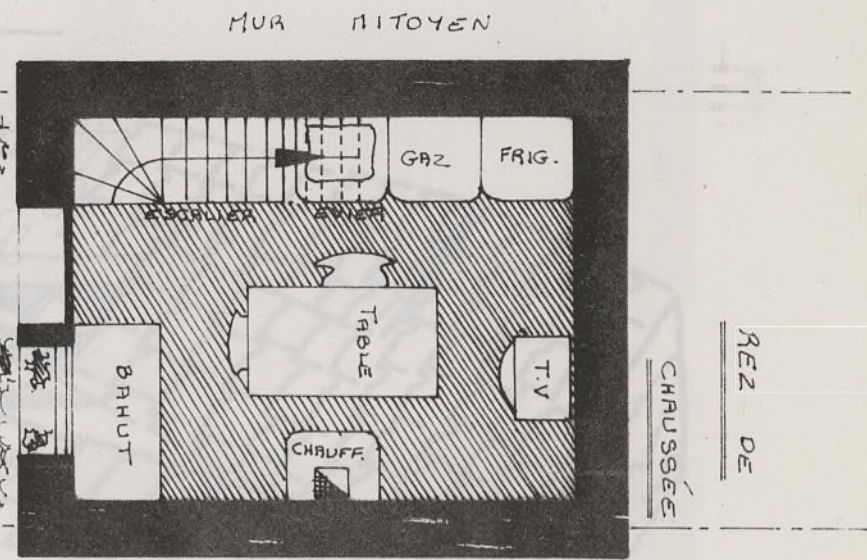 MUR MITOYEN
GAZ
FRIG.
ESCALIER
EVIER
TABLE
T.V
BAHUT
CHAUFF.
REZ DE
CHAUSSÉE